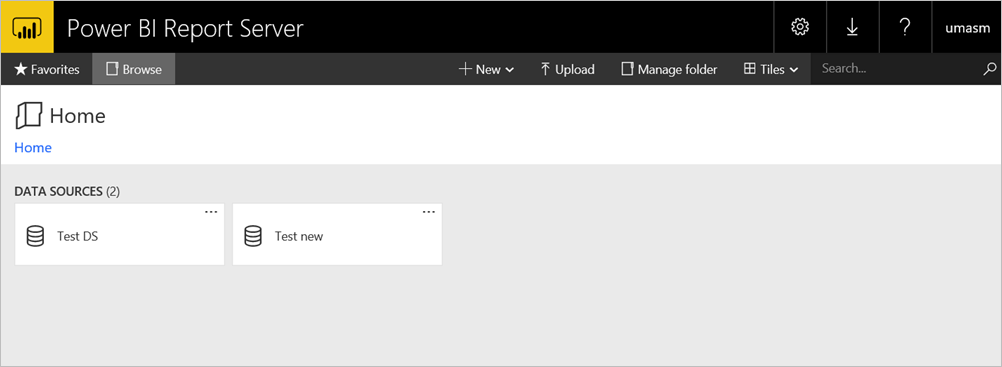 Power BI Report Server
? umasm
Favorites Browse New Upload Manage folder Tiles Search...
Home
Home
DATA SOURCES (2)
... ...
Test DS Test new